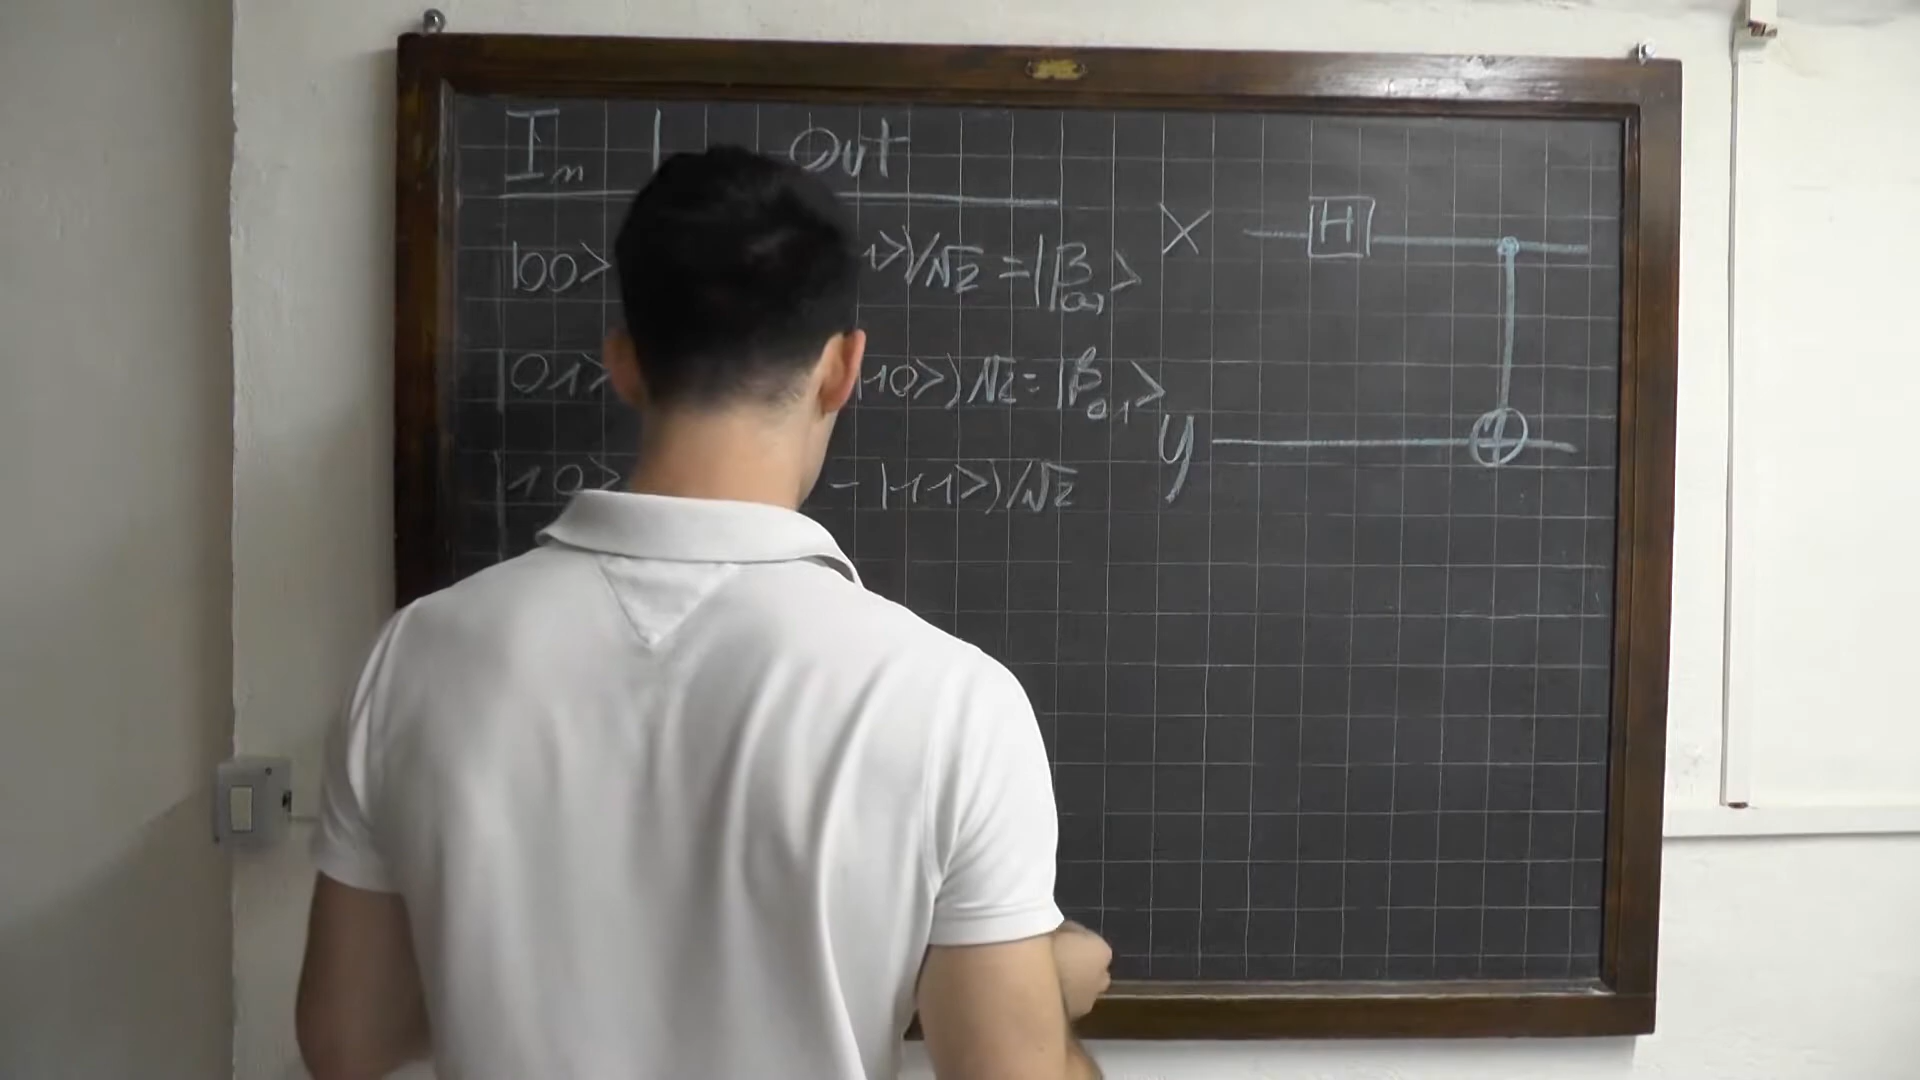 In | Out
|00> 1>)/√2 = |β00>
|01> |10>)√2 = |β01>
|10> - |11>)/√2
X H
y